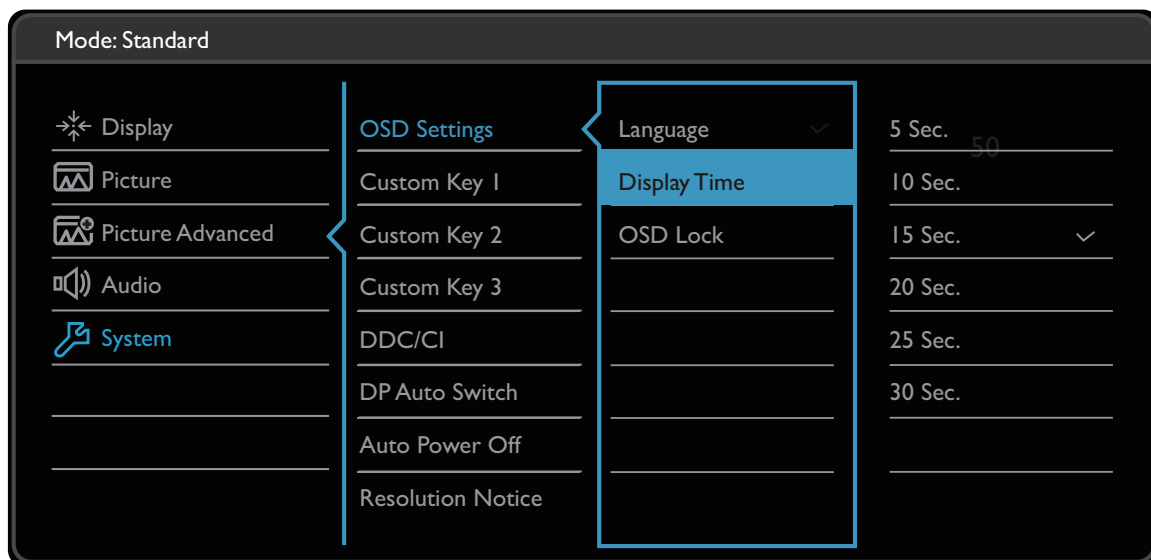 Mode: Standard
Display
Picture
Picture Advanced
Audio
System
OSD Settings
Custom Key 1
Custom Key 2
Custom Key 3
DDC/CI
DP Auto Switch
Auto Power Off
Resolution Notice
Language
Display Time
OSD Lock
5 Sec.
50
10 Sec.
15 Sec.
20 Sec.
25 Sec.
30 Sec.